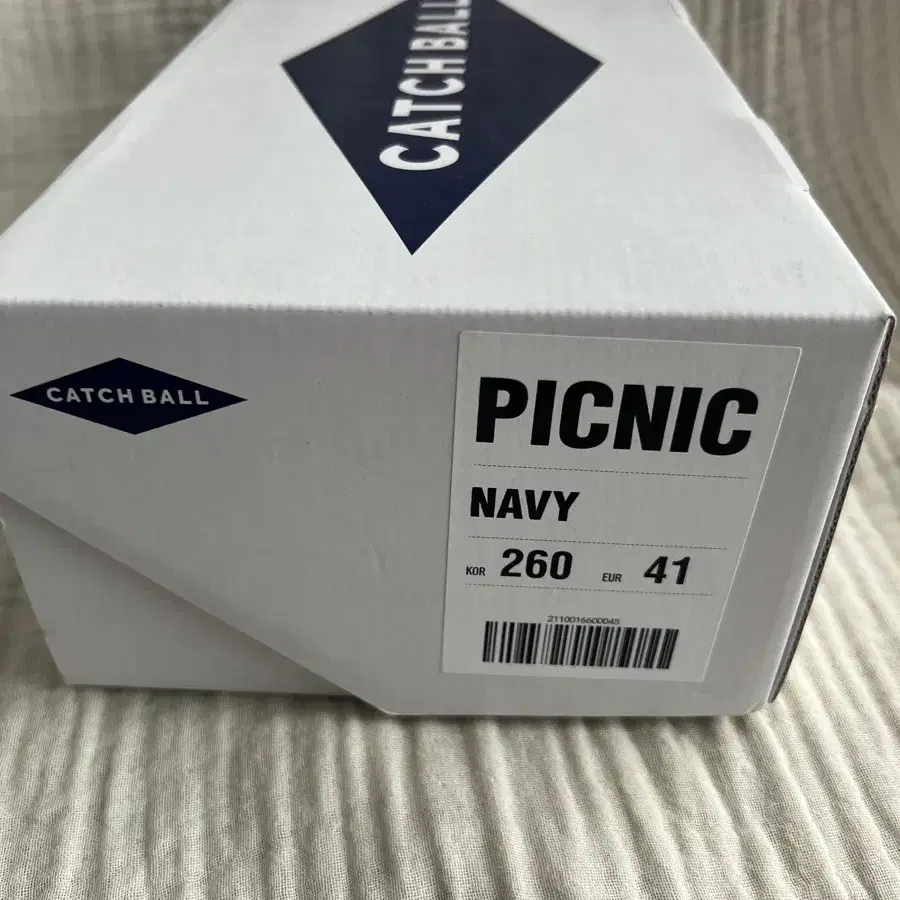 CATCH BALL
CATCH BALL
PICNIC
NAVY
KOR 260 EUR 41
2110016600045